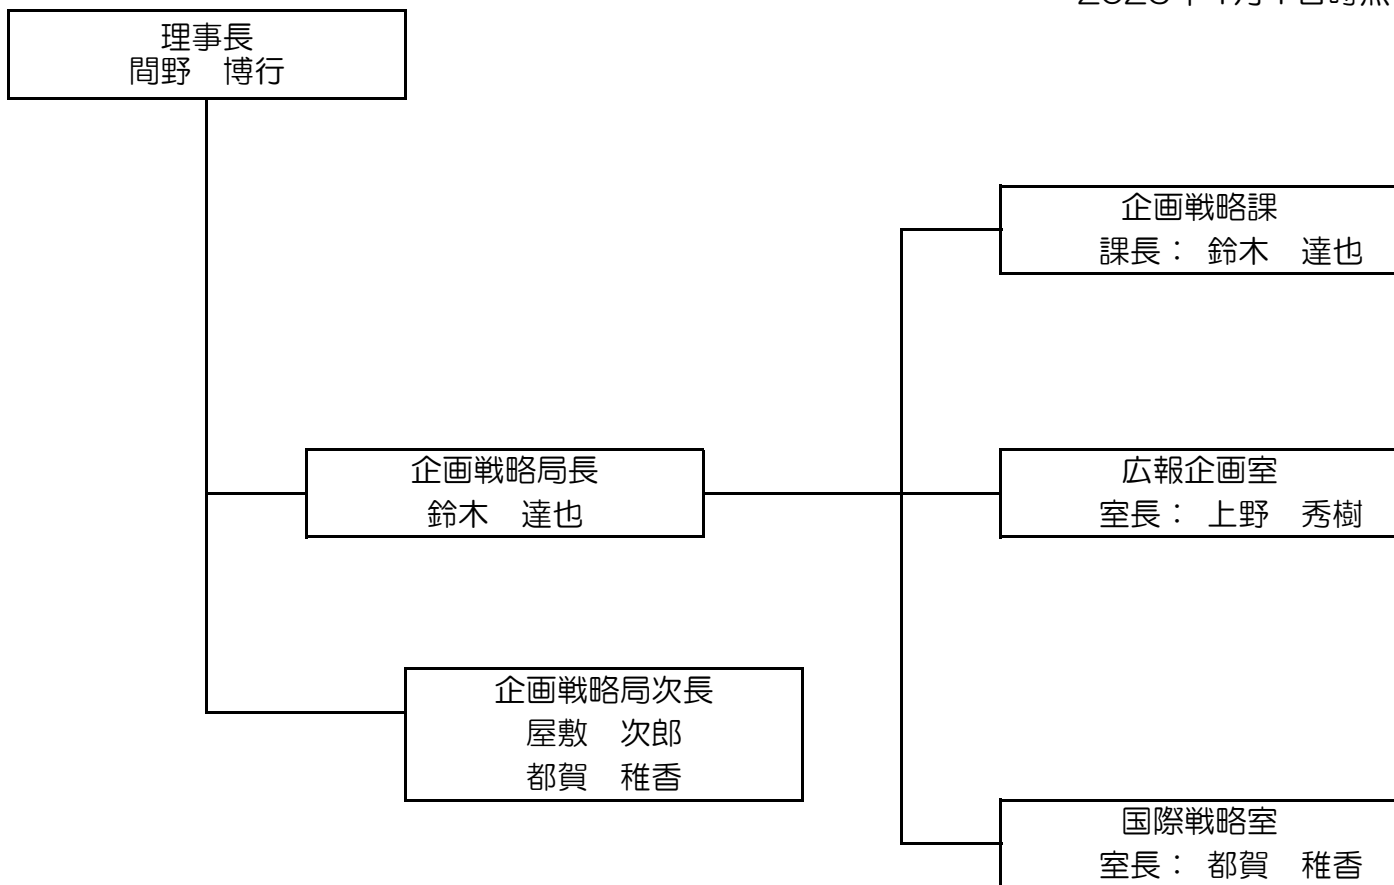 理事長
間野　博行
企画戦略課
課長： 鈴木　達也
企画戦略局長
鈴木　達也
広報企画室
室長： 上野　秀樹
企画戦略局次長
屋敷　次郎
都賀　稚香
国際戦略室
室長： 都賀　稚香